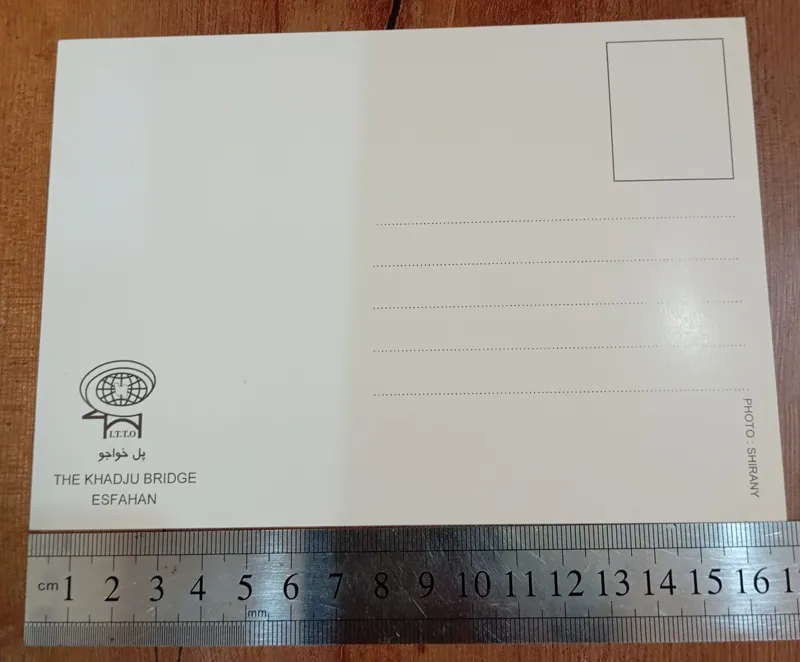 I.T.T.O
پل خواجو
THE KHADJU BRIDGE
ESFAHAN
PHOTO : SHIRANY
cm 1 2 3 4 5 6 7 8 9 10 11 12 13 14 15 16
mm